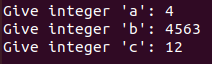 Give integer 'a': 4
Give integer 'b': 4563
Give integer 'c': 12